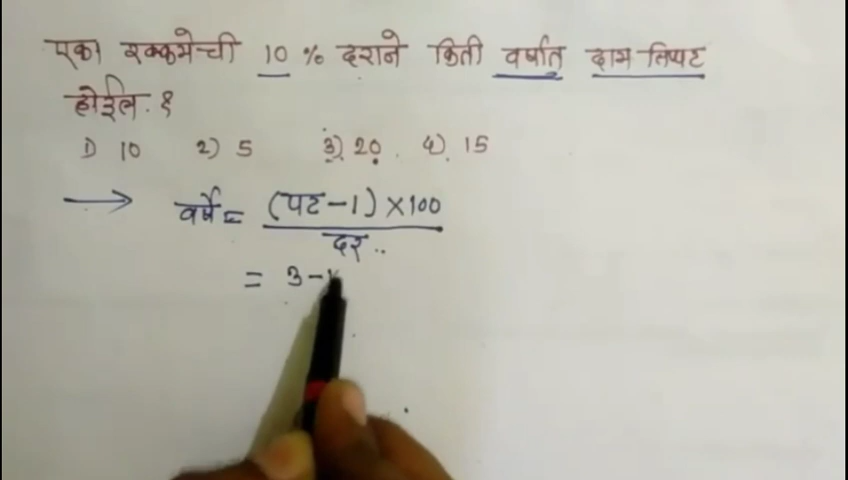 एका रक्कमेची 10 % दराने किती वर्षात दाम तिप्पट
होईल. ?
1) 10 2) 5 3) 20 . 4) 15
→ वर्षे = (पट - 1) × 100
दर ..
= 3 -